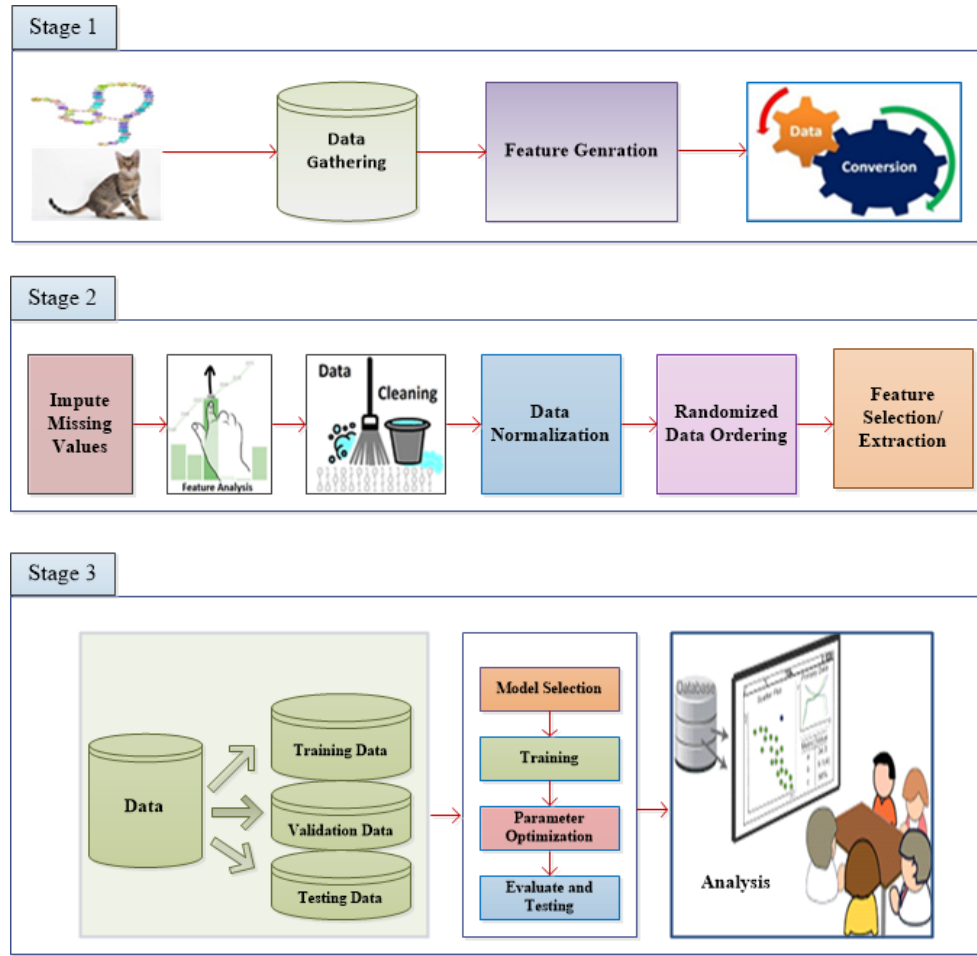 Stage 1
Data
Gathering
Feature Genration
Data
Conversion
Stage 2
Impute
Missing
Values
Feature Analysis
Data
Cleaning
Data
Normalization
Randomized
Data Ordering
Feature
Selection/
Extraction
Stage 3
Data
Training Data
Validation Data
Testing Data
Model Selection
Training
Parameter
Optimization
Evaluate and
Testing
Database
Scatter Plot
Analysis